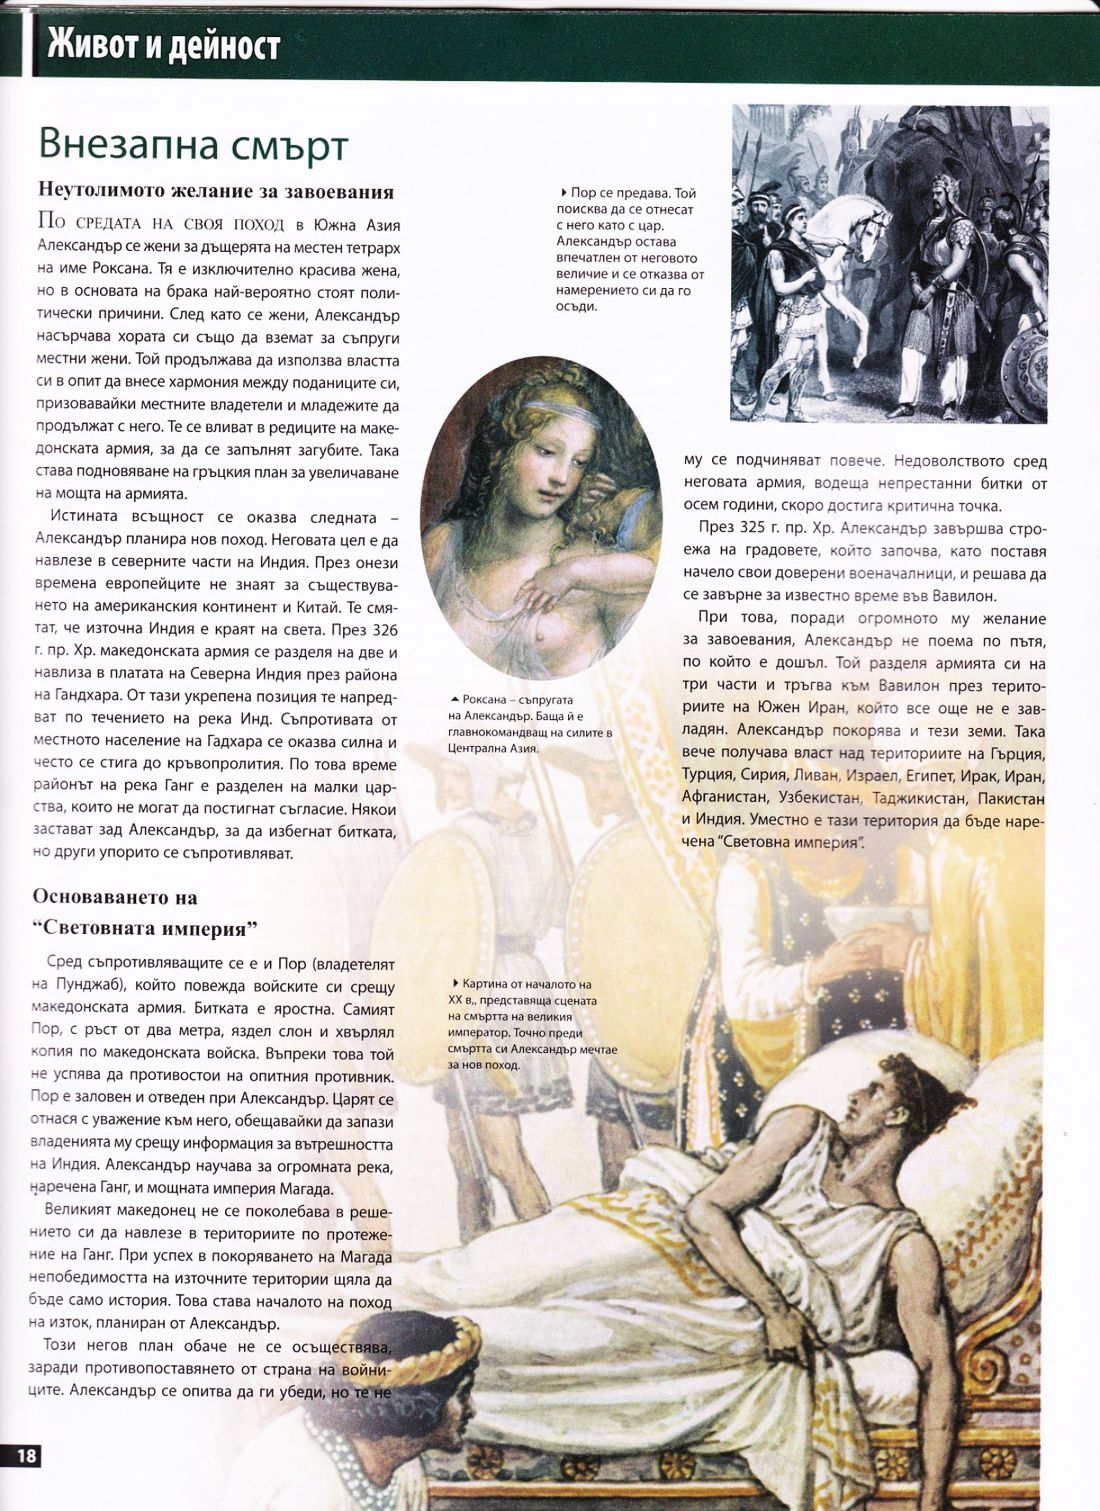 Живот и дейност
Внезапна смърт
Неутолимото желание за завоевания
По средата на своя поход в Южна Азия
Александър се жени за дъщерята на местен тетрарх
на име Роксана. Тя е изключително красива жена,
но в основата на брака най-вероятно стоят поли-
тически причини. След като се жени, Александър
насърчава хората си също да вземат за съпруги
местни жени. Той продължава да използва властта
си в опит да внесе хармония между поданиците си,
призовавайки местните владетели и младежите да
продължат с него. Те се вливат в редиците на маке-
донската армия, за да се запълнят загубите. Така
става подновяване на гръцкия план за увеличаване
на мощта на армията.
Истината всъщност се оказва следната –
Александър планира нов поход. Неговата цел е да
навлезе в северните части на Индия. През онези
времена европейците не знаят за съществува-
нето на американския континент и Китай. Те смя-
тат, че източна Индия е краят на света. През 326
г. пр. Хр. македонската армия се разделя на две и
навлиза в платата на Северна Индия през района
на Гандхара. От тази укрепена позиция те напред-
ват по течението на река Инд. Съпротивата от
местното население на Гадхара се оказва силна и
често се стига до кръвопролития. По това време
районът на река Ганг е разделен на малки цар-
ства, които не могат да постигнат съгласие. Някои
застават зад Александър, за да избегнат битката,
но други упорито се съпротивляват.
Основаването на
“Световната империя”
Сред съпротивляващите се е и Пор (владетелят
на Пунджаб), който повежда войските си срещу
македонската армия. Битката е яростна. Самият
Пор, с ръст от два метра, яздел слон и хвърлял
копия по македонската войска. Въпреки това той
не успява да противостои на опитния противник.
Пор е заловен и отведен при Александър. Царят се
отнася с уважение към него, обещавайки да запази
владенията му срещу информация за вътрешността
на Индия. Александър научава за огромната река,
наречена Ганг, и мощната империя Магада.
Великият македонец не се поколебава в реше-
нието си да навлезе в териториите по протеже-
ние на Ганг. При успех в покоряването на Магада
непобедимостта на източните територии щяла да
бъде само история. Това става началото на поход
на изток, планиран от Александър.
Този негов план обаче не се осъществява,
заради противопоставянето от страна на войни-
ците. Александър се опитва да ги убеди, но те не
Пор се предава. Той
поисква да се отнесат
с него като с цар.
Александър остава
впечатлен от неговото
величие и се отказва от
намерението си да го
осъди.
Роксана – съпругата
на Александър. Баща й е
главнокомандващ на силите в
Централна Азия.
му се подчиняват повече. Недоволството сред
неговата армия, водеща непрестанни битки от
осем години, скоро достига критична точка.
През 325 г. пр. Хр. Александър завършва стро-
ежа на градовете, който започва, като поставя
начело свои доверени военачалници, и решава да
се завърне за известно време във Вавилон.
При това, поради огромното му желание
за завоевания, Александър не поема по пътя,
по който е дошъл. Той разделя армията си на
три части и тръгва към Вавилон през терито-
риите на Южен Иран, който все още не е зав-
ладян. Александър покорява и тези земи. Така
вече получава власт над териториите на Гърция,
Турция, Сирия, Ливан, Израел, Египет, Ирак, Иран,
Афганистан, Узбекистан, Таджикистан, Пакистан
и Индия. Уместно е тази територия да бъде наре-
чена “Световна империя”.
Картина от началото на
XX в,, представяща сцената
на смъртта на великия
император. Точно преди
смъртта си Александър мечтае
за нов поход.
18